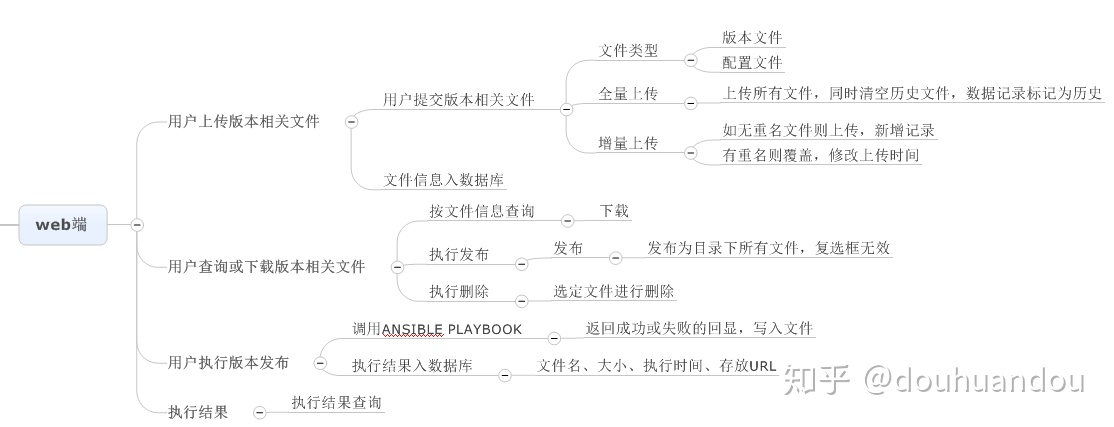 web端
用户上传版本相关文件
用户提交版本相关文件
文件类型
版本文件
配置文件
全量上传
上传所有文件，同时清空历史文件，数据记录标记为历史
增量上传
如无重名文件则上传，新增记录
有重名则覆盖，修改上传时间
文件信息入数据库
用户查询或下载版本相关文件
按文件信息查询
下载
执行发布
发布
发布为目录下所有文件，复选框无效
执行删除
选定文件进行删除
用户执行版本发布
调用ANSIBLE PLAYBOOK
返回成功或失败的回显，写入文件
执行结果入数据库
文件名、大小、执行时间、存放URL
执行结果
执行结果查询
知乎 @douhuandou